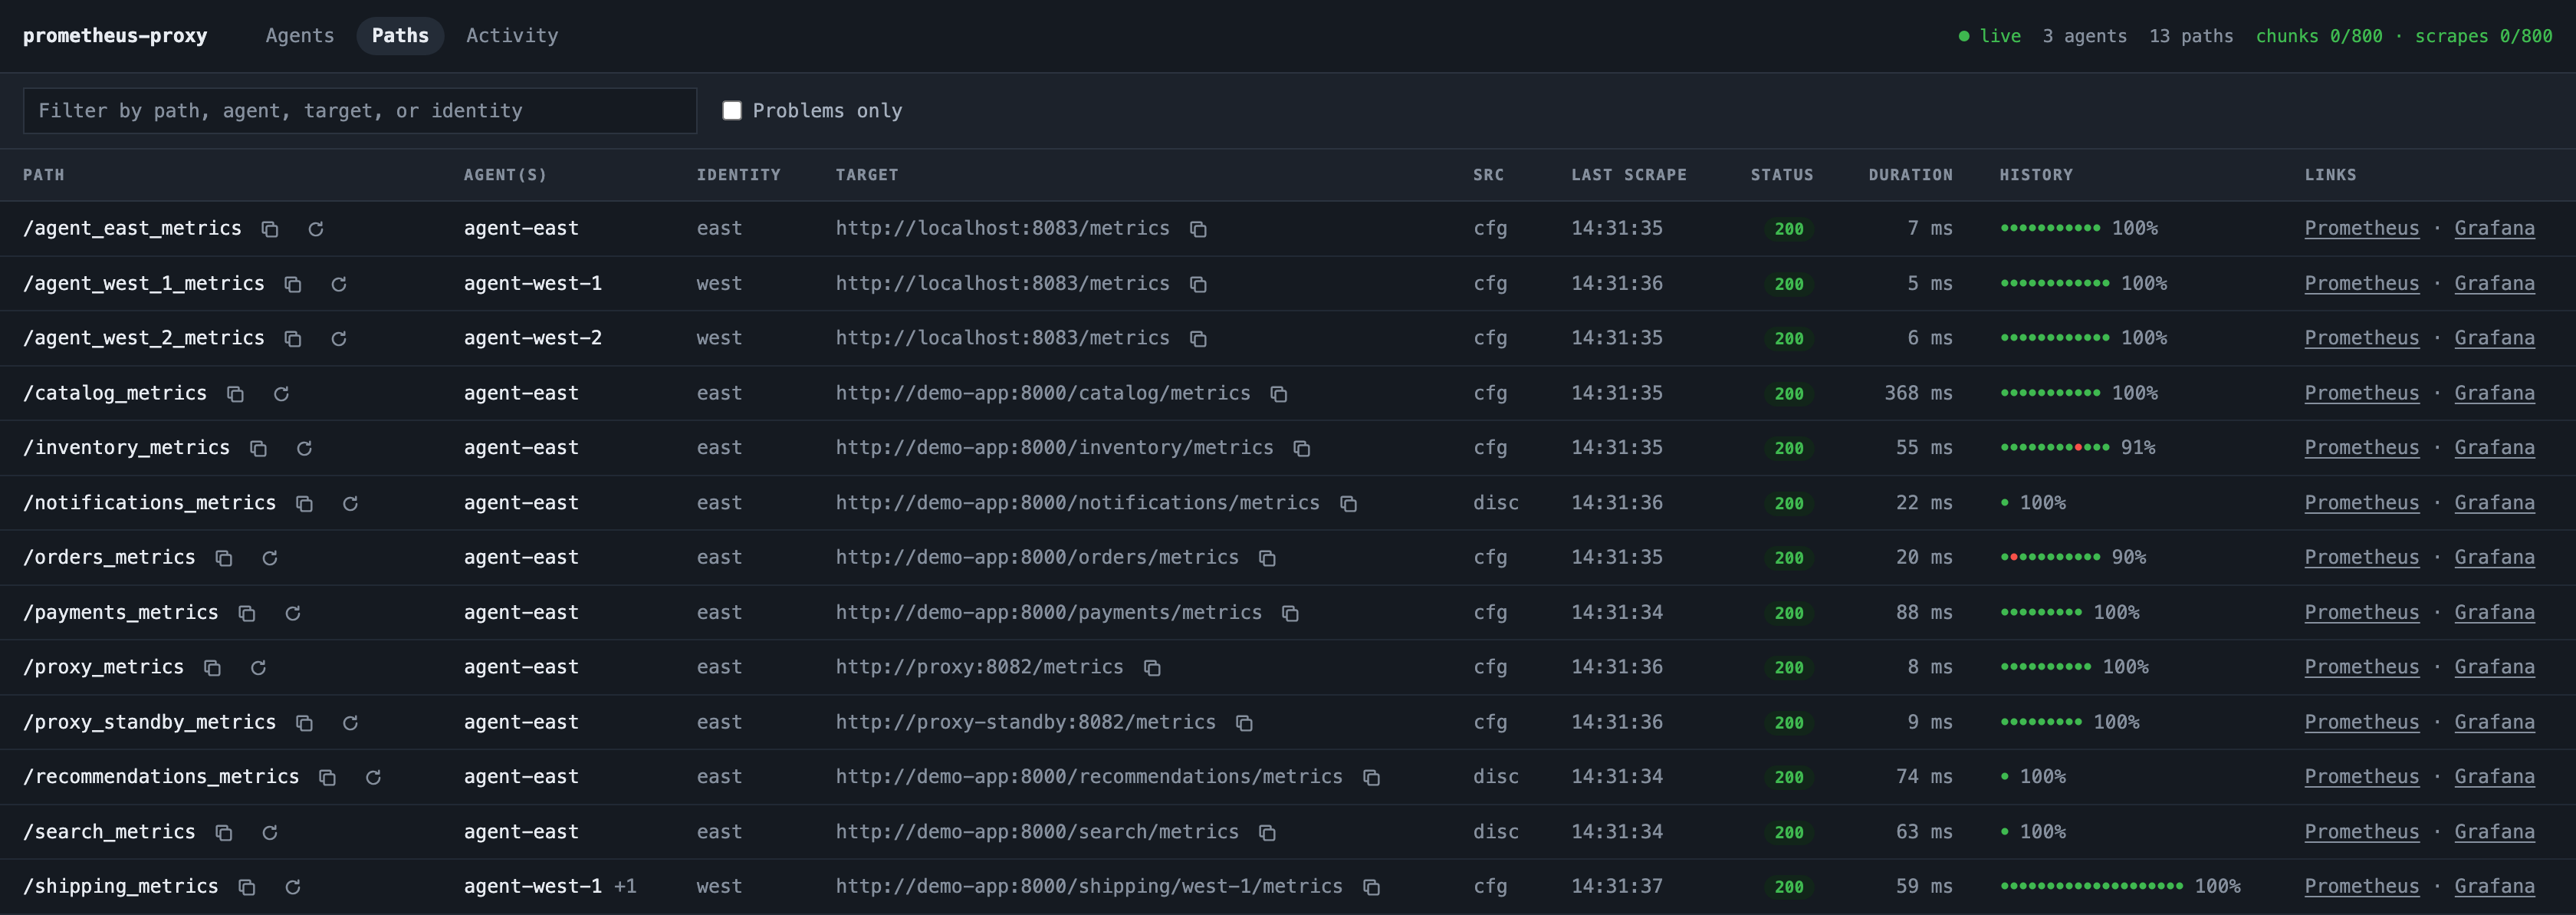 prometheus-proxy Agents Paths Activity live 3 agents 13 paths chunks 0/800 · scrapes 0/800
Filter by path, agent, target, or identity Problems only
PATH AGENT(S) IDENTITY TARGET SRC LAST SCRAPE STATUS DURATION HISTORY LINKS
/agent_east_metrics agent-east east http://localhost:8083/metrics cfg 14:31:35 200 7 ms 100% Prometheus · Grafana
/agent_west_1_metrics agent-west-1 west http://localhost:8083/metrics cfg 14:31:36 200 5 ms 100% Prometheus · Grafana
/agent_west_2_metrics agent-west-2 west http://localhost:8083/metrics cfg 14:31:35 200 6 ms 100% Prometheus · Grafana
/catalog_metrics agent-east east http://demo-app:8000/catalog/metrics cfg 14:31:35 200 368 ms 100% Prometheus · Grafana
/inventory_metrics agent-east east http://demo-app:8000/inventory/metrics cfg 14:31:35 200 55 ms 91% Prometheus · Grafana
/notifications_metrics agent-east east http://demo-app:8000/notifications/metrics disc 14:31:36 200 22 ms 100% Prometheus · Grafana
/orders_metrics agent-east east http://demo-app:8000/orders/metrics cfg 14:31:35 200 20 ms 90% Prometheus · Grafana
/payments_metrics agent-east east http://demo-app:8000/payments/metrics cfg 14:31:34 200 88 ms 100% Prometheus · Grafana
/proxy_metrics agent-east east http://proxy:8082/metrics cfg 14:31:36 200 8 ms 100% Prometheus · Grafana
/proxy_standby_metrics agent-east east http://proxy-standby:8082/metrics cfg 14:31:36 200 9 ms 100% Prometheus · Grafana
/recommendations_metrics agent-east east http://demo-app:8000/recommendations/metrics disc 14:31:34 200 74 ms 100% Prometheus · Grafana
/search_metrics agent-east east http://demo-app:8000/search/metrics disc 14:31:34 200 63 ms 100% Prometheus · Grafana
/shipping_metrics agent-west-1 +1 west http://demo-app:8000/shipping/west-1/metrics cfg 14:31:37 200 59 ms 100% Prometheus · Grafana